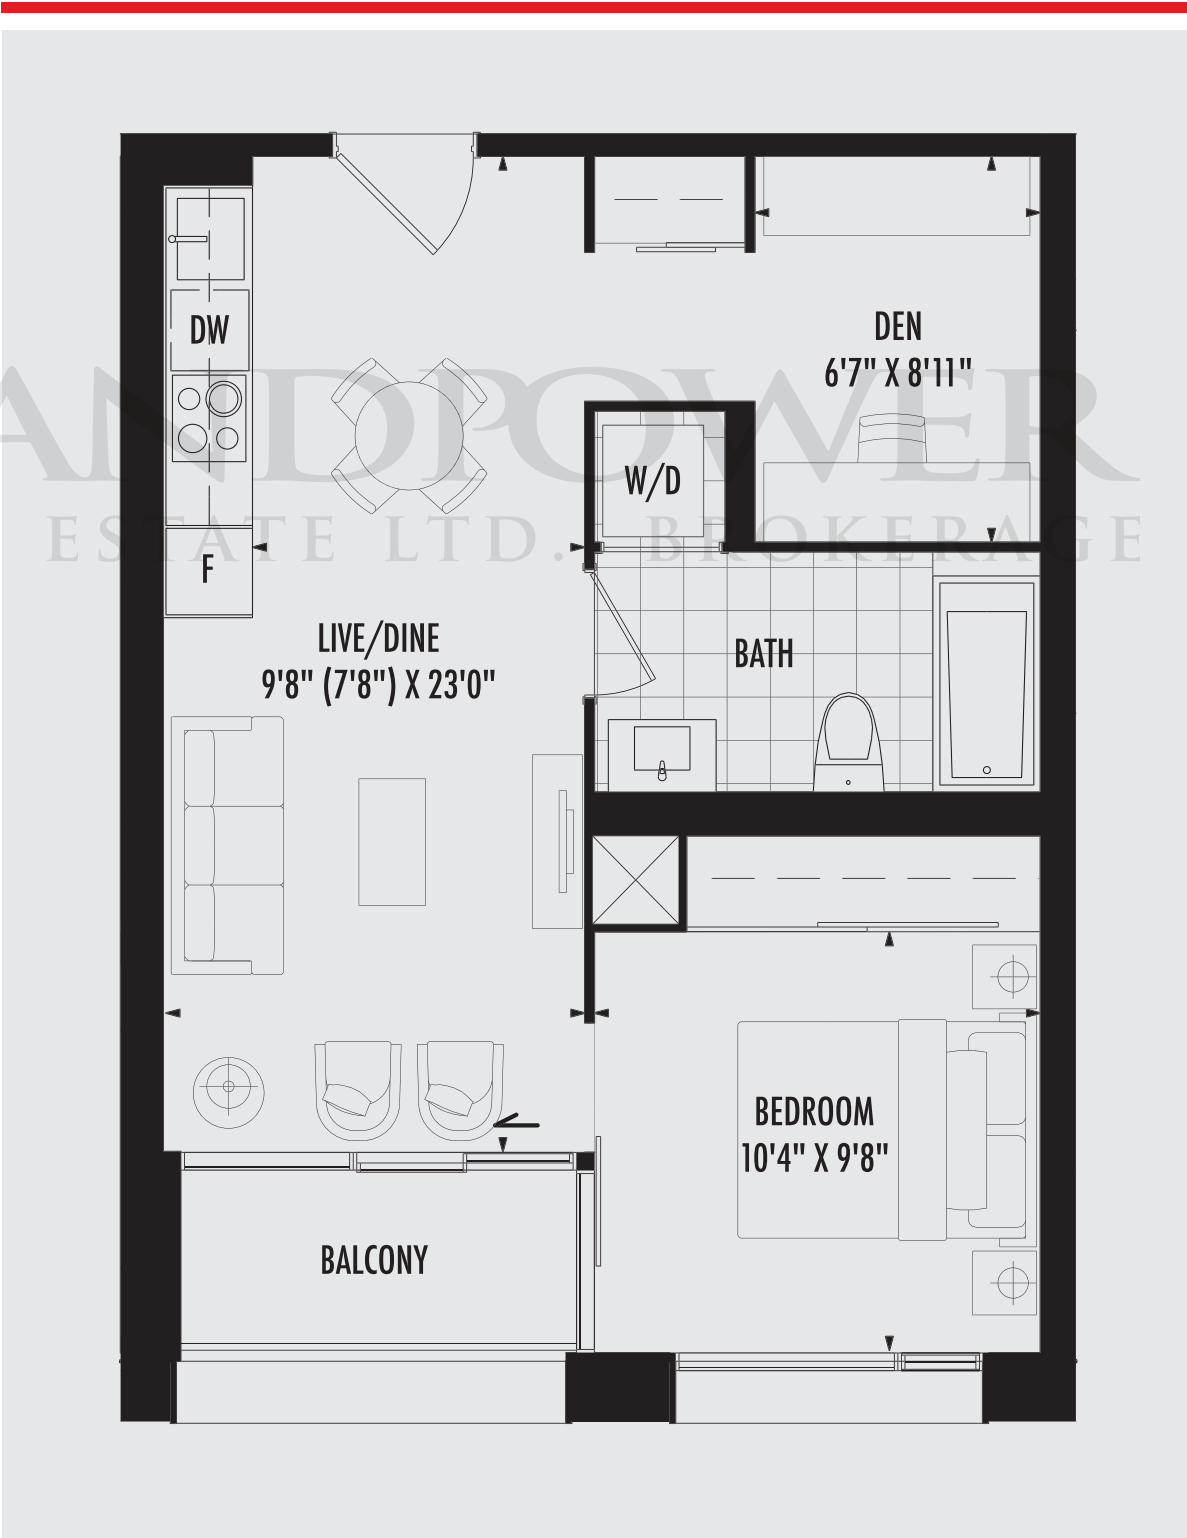 DW
DEN
6'7" X 8'11"
ANDPOWER
W/D
ESTATE LTD. BROKERAGE
F
LIVE/DINE
9'8" (7'8") X 23'0"
BATH
BEDROOM
10'4" X 9'8"
BALCONY